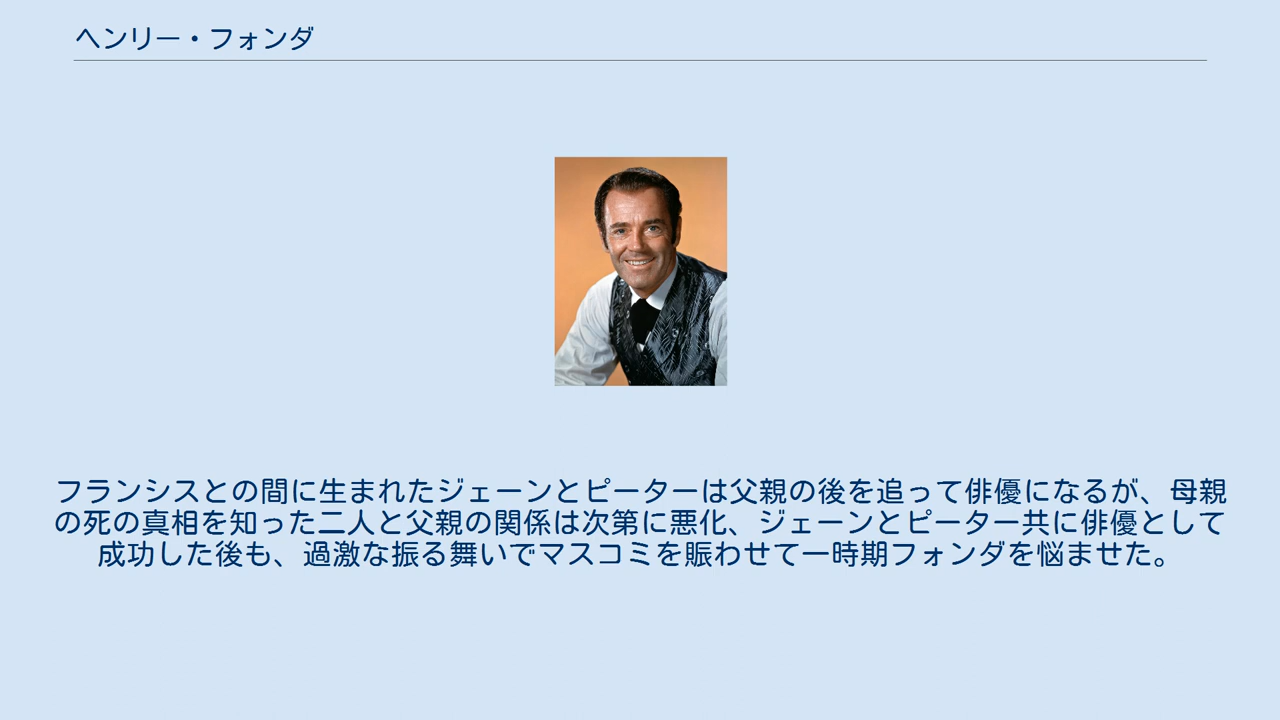 ヘンリー・フォンダ
フランシスとの間に生まれたジェーンとピーターは父親の後を追って俳優になるが、母親
の死の真相を知った二人と父親の関係は次第に悪化、ジェーンとピーター共に俳優として
成功した後も、過激な振る舞いでマスコミを賑わせて一時期フォンダを悩ませた。